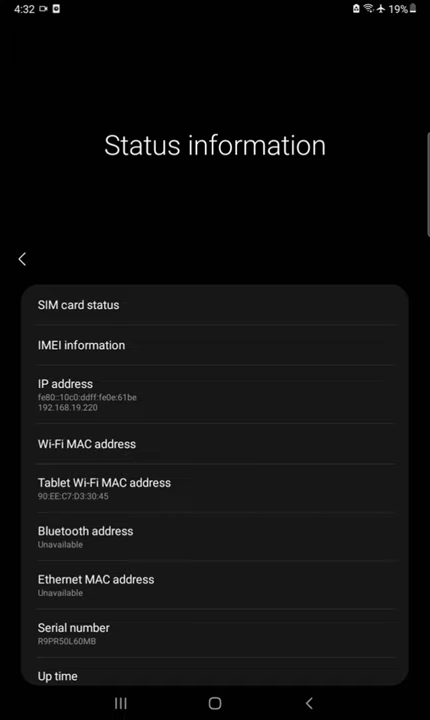 4:32
19%
Status information
SIM card status
IMEI information
IP address
fe80::10c0:ddff:fe0e:61be
192.168.19.220
Wi-Fi MAC address
Tablet Wi-Fi MAC address
90:EE:C7:D3:30:45
Bluetooth address
Unavailable
Ethernet MAC address
Unavailable
Serial number
R9PR50L60MB
Up time